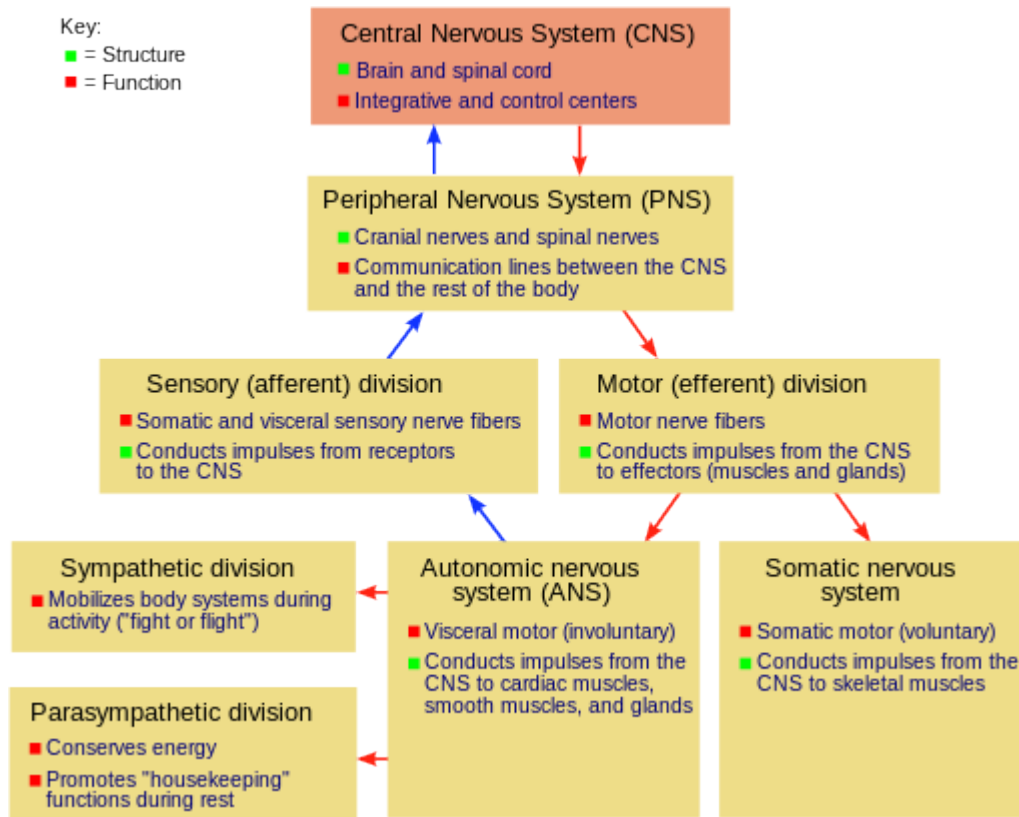 Key:
= Structure
= Function
Central Nervous System (CNS)
Brain and spinal cord
Integrative and control centers
Peripheral Nervous System (PNS)
Cranial nerves and spinal nerves
Communication lines between the CNS
and the rest of the body
Sensory (afferent) division
Somatic and visceral sensory nerve fibers
Conducts impulses from receptors
to the CNS
Motor (efferent) division
Motor nerve fibers
Conducts impulses from the CNS
to effectors (muscles and glands)
Sympathetic division
Mobilizes body systems during
activity ("fight or flight")
Autonomic nervous
system (ANS)
Visceral motor (involuntary)
Conducts impulses from the
CNS to cardiac muscles,
smooth muscles, and glands
Somatic nervous
system
Somatic motor (voluntary)
Conducts impulses from the
CNS to skeletal muscles
Parasympathetic division
Conserves energy
Promotes "housekeeping"
functions during rest